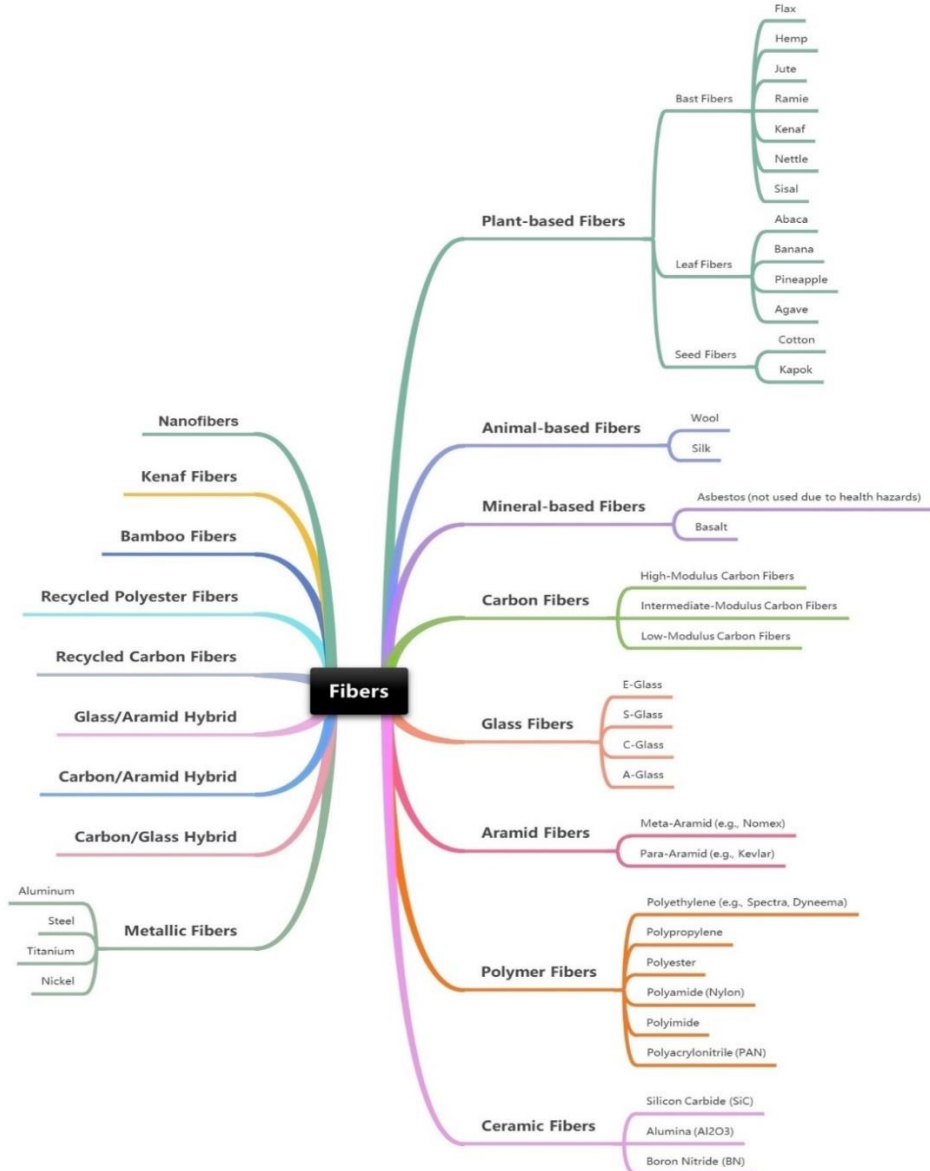 Flax
Hemp
Jute
Bast Fibers
Ramie
Kenaf
Nettle
Sisal
Plant-based Fibers
Abaca
Banana
Leaf Fibers
Pineapple
Agave
Seed Fibers
Cotton
Kapok
Animal-based Fibers
Wool
Silk
Mineral-based Fibers
Asbestos (not used due to health hazards)
Basalt
Carbon Fibers
High-Modulus Carbon Fibers
Intermediate-Modulus Carbon Fibers
Low-Modulus Carbon Fibers
Glass Fibers
E-Glass
S-Glass
C-Glass
A-Glass
Aramid Fibers
Meta-Aramid (e.g., Nomex)
Para-Aramid (e.g., Kevlar)
Polymer Fibers
Polyethylene (e.g., Spectra, Dyneema)
Polypropylene
Polyester
Polyamide (Nylon)
Polyimide
Polyacrylonitrile (PAN)
Ceramic Fibers
Silicon Carbide (SiC)
Alumina (Al2O3)
Boron Nitride (BN)
Fibers
Nanofibers
Kenaf Fibers
Bamboo Fibers
Recycled Polyester Fibers
Recycled Carbon Fibers
Glass/Aramid Hybrid
Carbon/Aramid Hybrid
Carbon/Glass Hybrid
Metallic Fibers
Aluminum
Steel
Titanium
Nickel